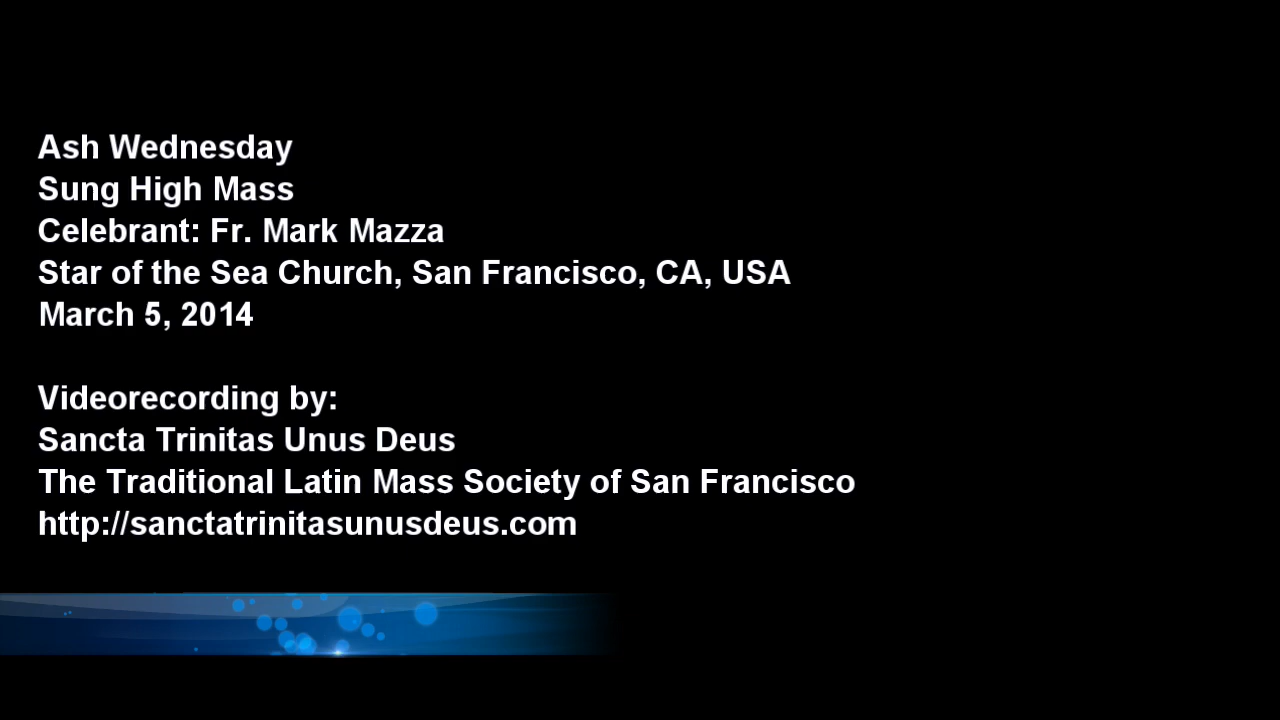 Ash Wednesday
Sung High Mass
Celebrant: Fr. Mark Mazza
Star of the Sea Church, San Francisco, CA, USA
March 5, 2014
Videorecording by:
Sancta Trinitas Unus Deus
The Traditional Latin Mass Society of San Francisco
http://sanctatrinitasunusdeus.com